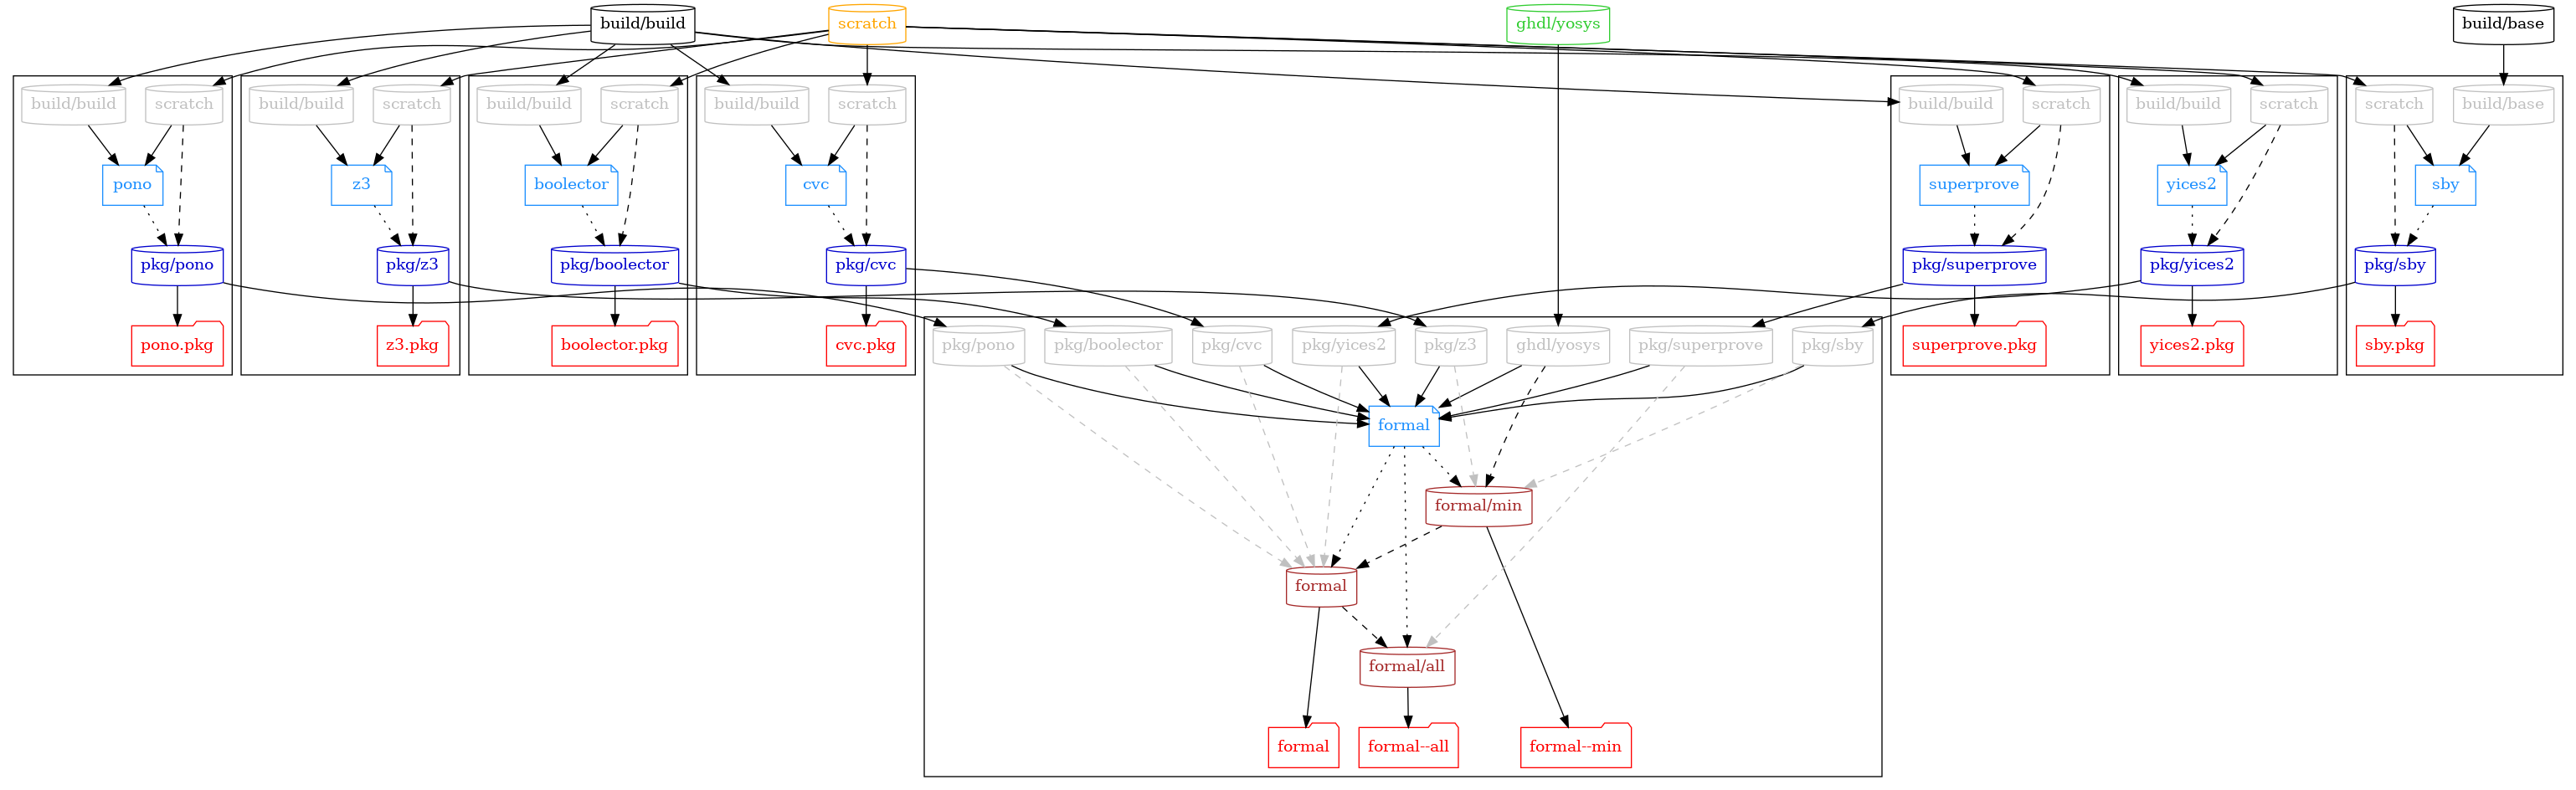 build/build
scratch
ghdl/yosys
build/base
build/build
scratch
build/build
scratch
build/build
scratch
build/build
scratch
build/build
scratch
build/build
scratch
scratch
build/base
pono
z3
boolector
cvc
superprove
yices2
sby
pkg/pono
pkg/z3
pkg/boolector
pkg/cvc
pkg/superprove
pkg/yices2
pkg/sby
pono.pkg
z3.pkg
boolector.pkg
cvc.pkg
pkg/pono
pkg/boolector
pkg/cvc
pkg/yices2
pkg/z3
ghdl/yosys
pkg/superprove
pkg/sby
superprove.pkg
yices2.pkg
sby.pkg
formal
formal/min
formal
formal/all
formal
formal--all
formal--min